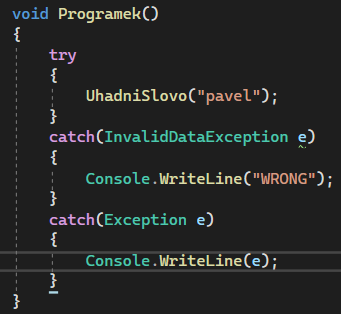 void Programek()
{
    try
    {
        UhadniSlovo("pavel");
    }
    catch(InvalidDataException e)
    {
        Console.WriteLine("WRONG");
    }
    catch(Exception e)
    {
        Console.WriteLine(e);
    }
}